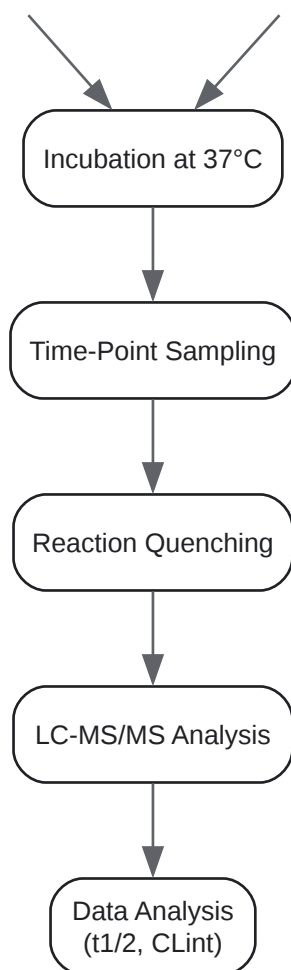 Incubation at 37°C
Time-Point Sampling
Reaction Quenching
LC-MS/MS Analysis
Data Analysis
(t1/2, CLint)